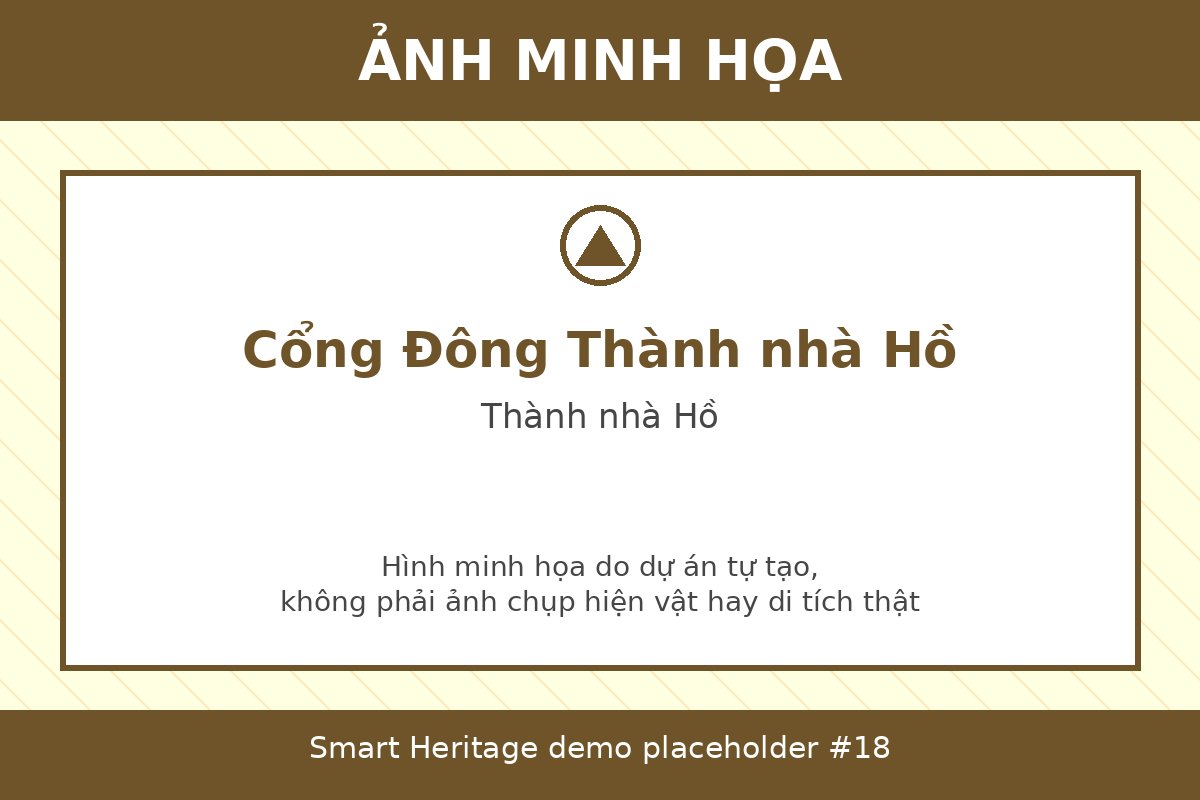 ẢNH MINH HỌA
Cổng Đông Thành nhà Hồ
Thành nhà Hồ
Hình minh họa do dự án tự tạo,
không phải ảnh chụp hiện vật hay di tích thật
Smart Heritage demo placeholder #18